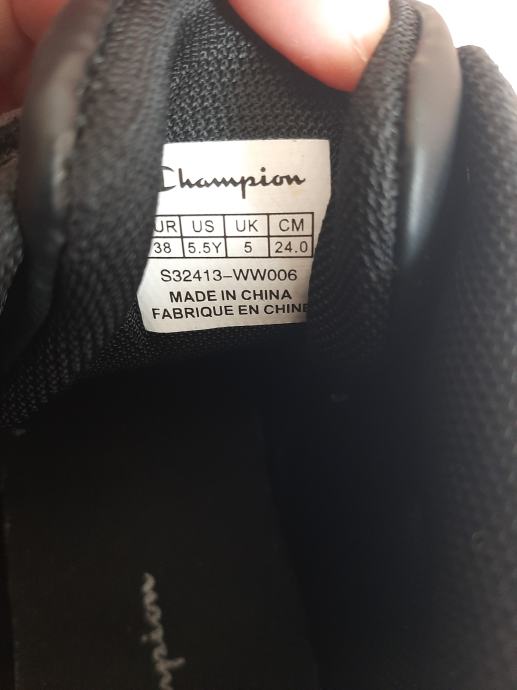 Champion
UR US UK CM
38 5.5Y 5 24.0
S32413-WW006
MADE IN CHINA
FABRIQUE EN CHINE
mpion